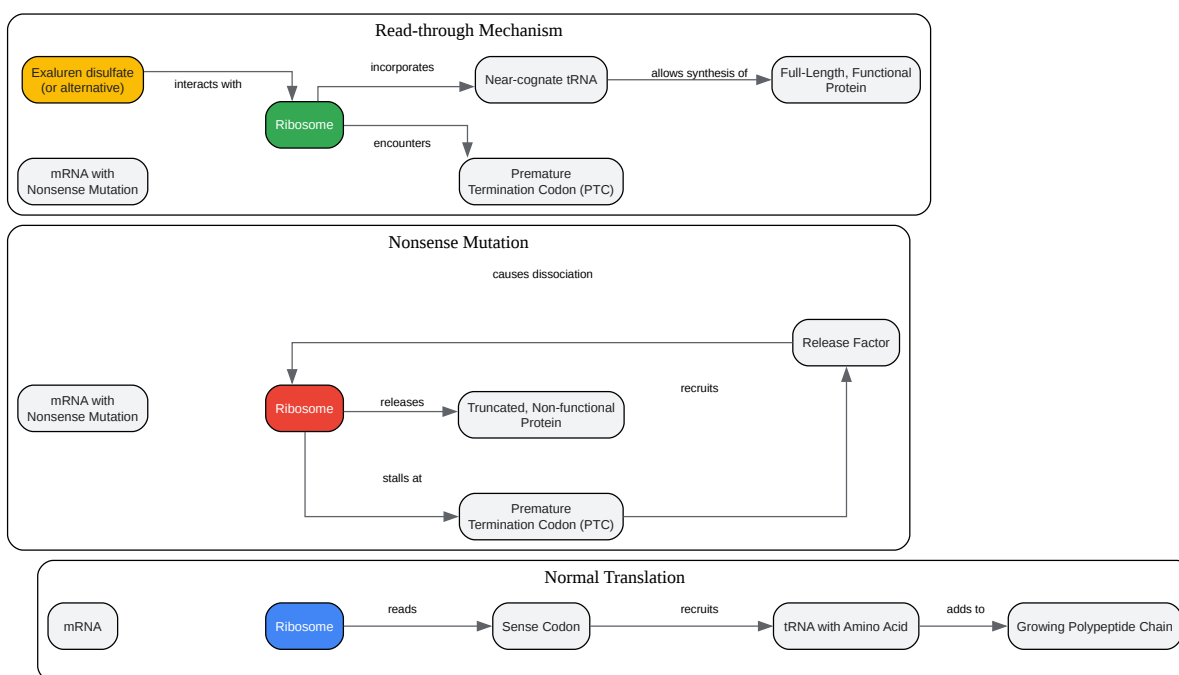 Read-through Mechanism
Exaluren disulfate
(or alternative)
interacts with
Ribosome
incorporates
Near-cognate tRNA
allows synthesis of
Full-Length, Functional
Protein
encounters
Premature
Termination Codon (PTC)
mRNA with
Nonsense Mutation
Nonsense Mutation
causes dissociation
Release Factor
recruits
mRNA with
Nonsense Mutation
Ribosome
releases
Truncated, Non-functional
Protein
stalls at
Premature
Termination Codon (PTC)
Normal Translation
mRNA
Ribosome
reads
Sense Codon
recruits
tRNA with Amino Acid
adds to
Growing Polypeptide Chain